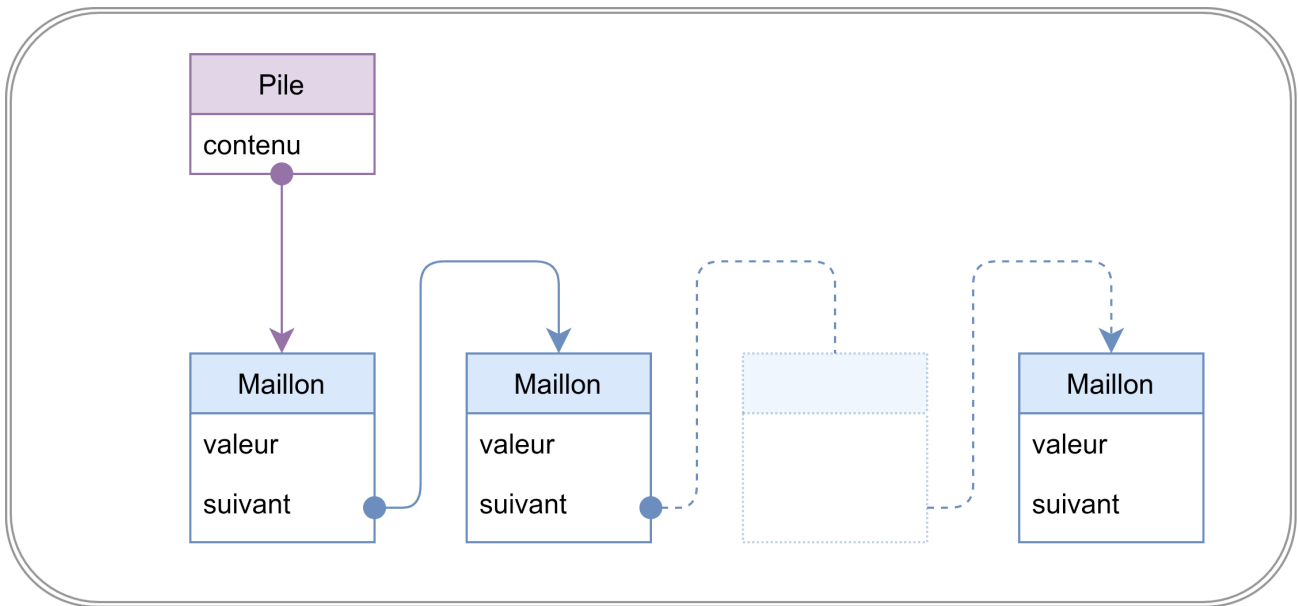 Pile
contenu
Maillon
valeur
suivant
Maillon
valeur
suivant
Maillon
valeur
suivant